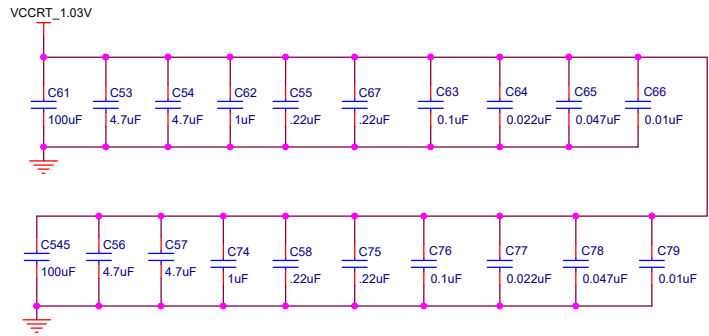 VCCRT_1.03V
C61 C53 C54 C62 C55 C67 C63 C64 C65 C66
100uF 4.7uF 4.7uF 1uF .22uF .22uF 0.1uF 0.022uF 0.047uF 0.01uF
C545 C56 C57 C74 C58 C75 C76 C77 C78 C79
100uF 4.7uF 4.7uF 1uF .22uF .22uF 0.1uF 0.022uF 0.047uF 0.01uF